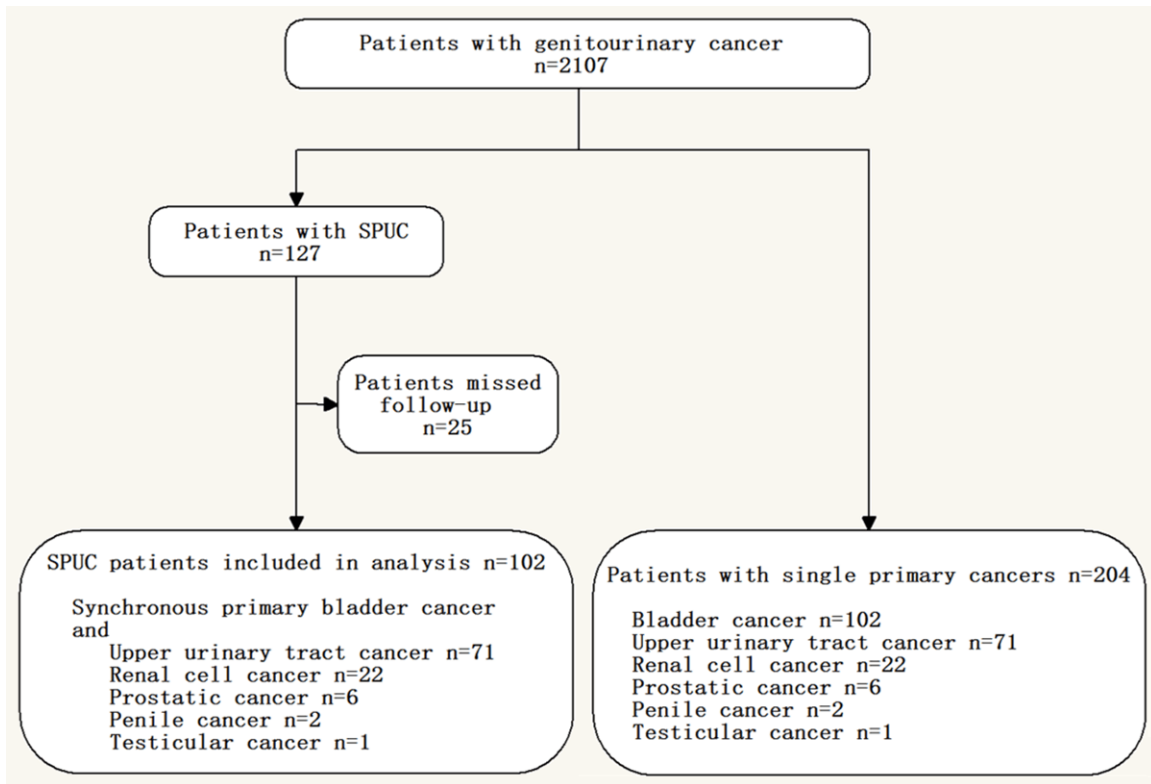 Patients with genitourinary cancer
n=2107
Patients with SPUC
n=127
Patients missed
follow-up
n=25
SPUC patients included in analysis n=102
Synchronous primary bladder cancer
and
Upper urinary tract cancer n=71
Renal cell cancer n=22
Prostatic cancer n=6
Penile cancer n=2
Testicular cancer n=1
Patients with single primary cancers n=204
Bladder cancer n=102
Upper urinary tract cancer n=71
Renal cell cancer n=22
Prostatic cancer n=6
Penile cancer n=2
Testicular cancer n=1